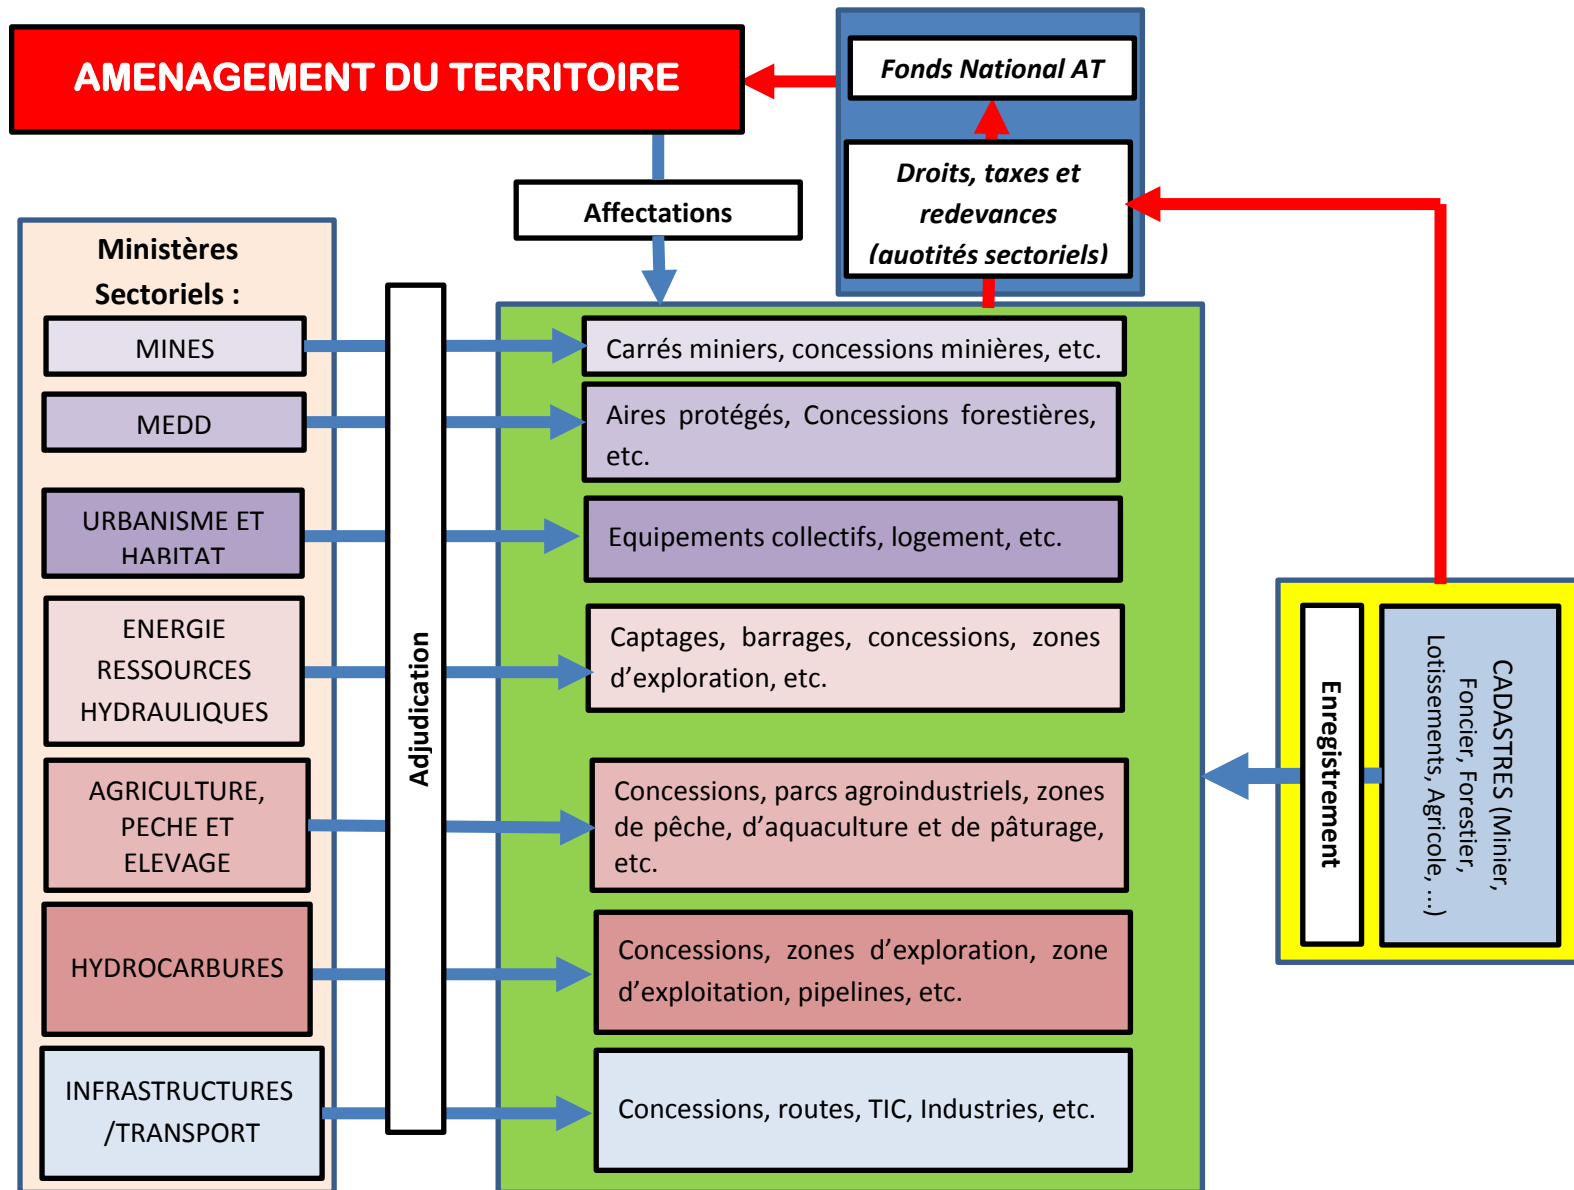 AMENAGEMENT DU TERRITOIRE
Fonds National AT
Droits, taxes et
redevances
(quotités sectoriels)
Affectations
Ministères
Sectoriels :
MINES
MEDD
URBANISME ET
HABITAT
ENERGIE
RESSOURCES
HYDRAULIQUES
AGRICULTURE,
PECHE ET
ELEVAGE
HYDROCARBURES
INFRASTRUCTURES
/TRANSPORT
Adjudication
Carrés miniers, concessions minières, etc.
Aires protégés, Concessions forestières,
etc.
Equipements collectifs, logement, etc.
Captages, barrages, concessions, zones
d’exploration, etc.
Concessions, parcs agroindustriels, zones
de pêche, d’aquaculture et de pâturage,
etc.
Concessions, zones d’exploration, zone
d’exploitation, pipelines, etc.
Concessions, routes, TIC, Industries, etc.
Enregistrement
CADASTRES (Minier,
Foncier, Forestier,
Lotissements, Agricole, ...)